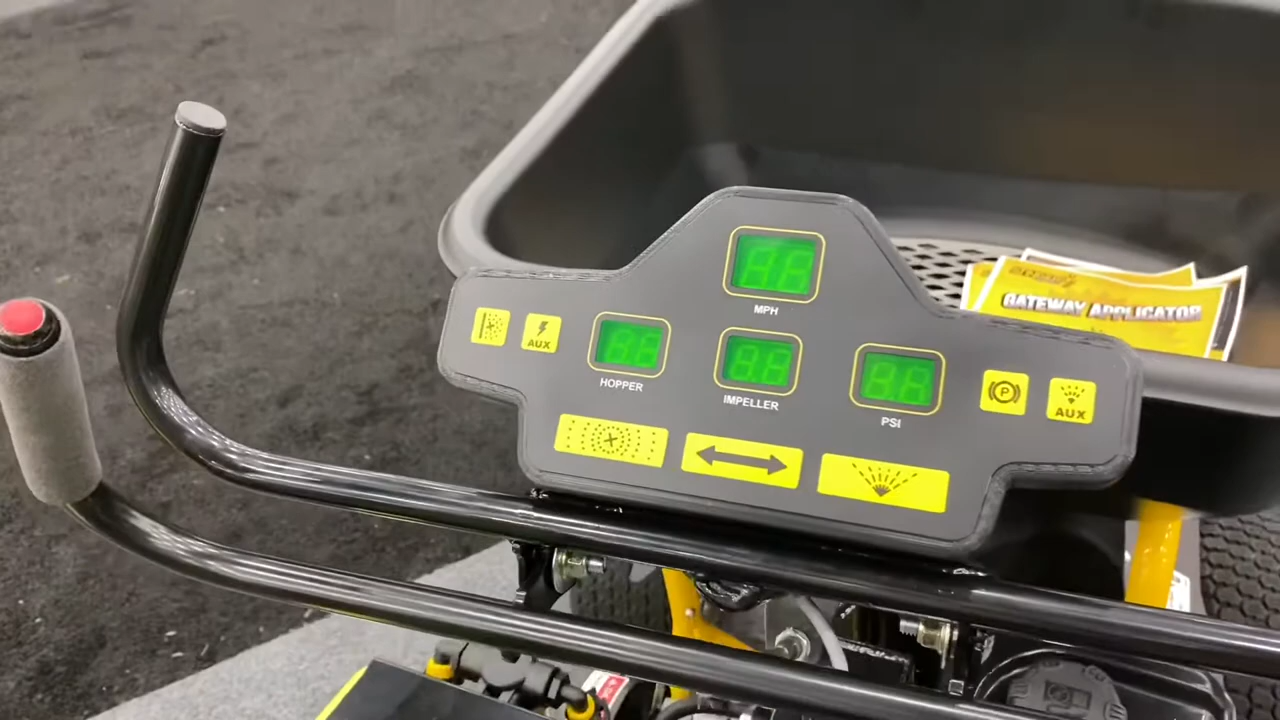 MPH
HOPPER
IMPELLER
PSI
AUX
P
AUX
GATEWAY APPLICATOR